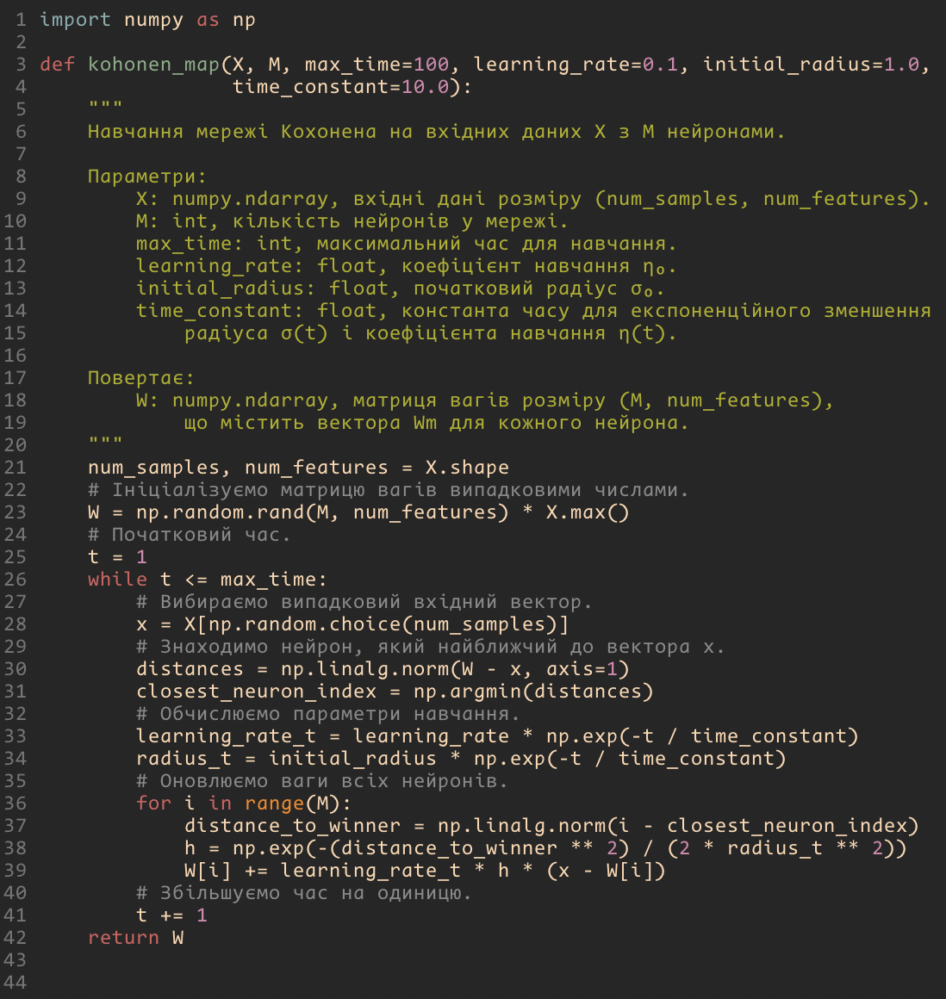 1 import numpy as np
2
3 def kohonen_map(X, M, max_time=100, learning_rate=0.1, initial_radius=1.0,
4                 time_constant=10.0):
5     """
6     Навчання мережі Кохонена на вхідних даних X з M нейронами.
7
8     Параметри:
9         X: numpy.ndarray, вхідні дані розміру (num_samples, num_features).
10         M: int, кількість нейронів у мережі.
11         max_time: int, максимальний час для навчання.
12         learning_rate: float, коефіцієнт навчання η₀.
13         initial_radius: float, початковий радіус σ₀.
14         time_constant: float, константа часу для експоненційного зменшення
15             радіуса σ(t) і коефіцієнта навчання η(t).
16
17     Повертає:
18         W: numpy.ndarray, матриця вагів розміру (M, num_features),
19             що містить вектора Wm для кожного нейрона.
20     """
21     num_samples, num_features = X.shape
22     # Ініціалізуємо матрицю вагів випадковими числами.
23     W = np.random.rand(M, num_features) * X.max()
24     # Початковий час.
25     t = 1
26     while t <= max_time:
27         # Вибираємо випадковий вхідний вектор.
28         x = X[np.random.choice(num_samples)]
29         # Знаходимо нейрон, який найближчий до вектора x.
30         distances = np.linalg.norm(W - x, axis=1)
31         closest_neuron_index = np.argmin(distances)
32         # Обчислюємо параметри навчання.
33         learning_rate_t = learning_rate * np.exp(-t / time_constant)
34         radius_t = initial_radius * np.exp(-t / time_constant)
35         # Оновлюємо ваги всіх нейронів.
36         for i in range(M):
37             distance_to_winner = np.linalg.norm(i - closest_neuron_index)
38             h = np.exp(-(distance_to_winner ** 2) / (2 * radius_t ** 2))
39             W[i] += learning_rate_t * h * (x - W[i])
40         # Збільшуємо час на одиницю.
41         t += 1
42     return W
43
44